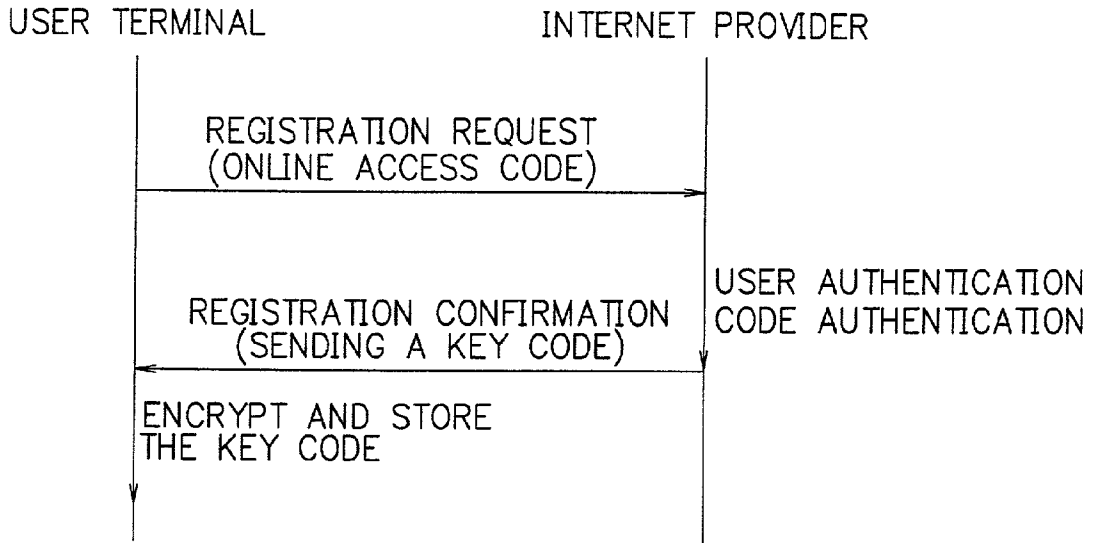 USER TERMINAL
INTERNET PROVIDER
REGISTRATION REQUEST
(ONLINE ACCESS CODE)
USER AUTHENTICATION
CODE AUTHENTICATION
REGISTRATION CONFIRMATION
(SENDING A KEY CODE)
ENCRYPT AND STORE
THE KEY CODE